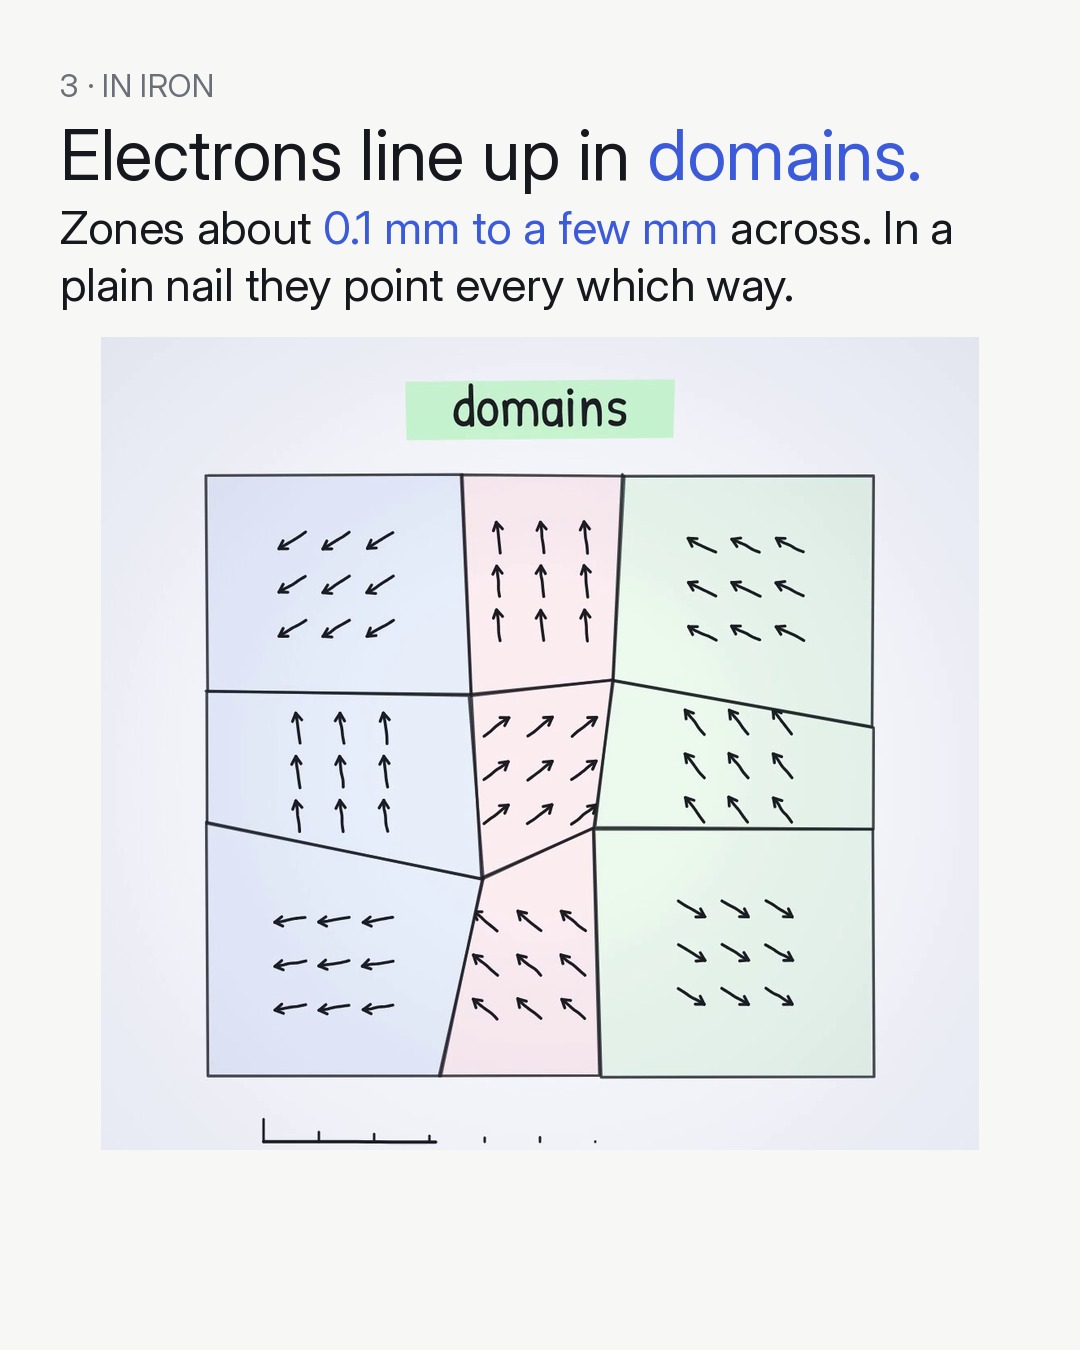 3 · IN IRON
Electrons line up in domains.
Zones about 0.1 mm to a few mm across. In a
plain nail they point every which way.
domains